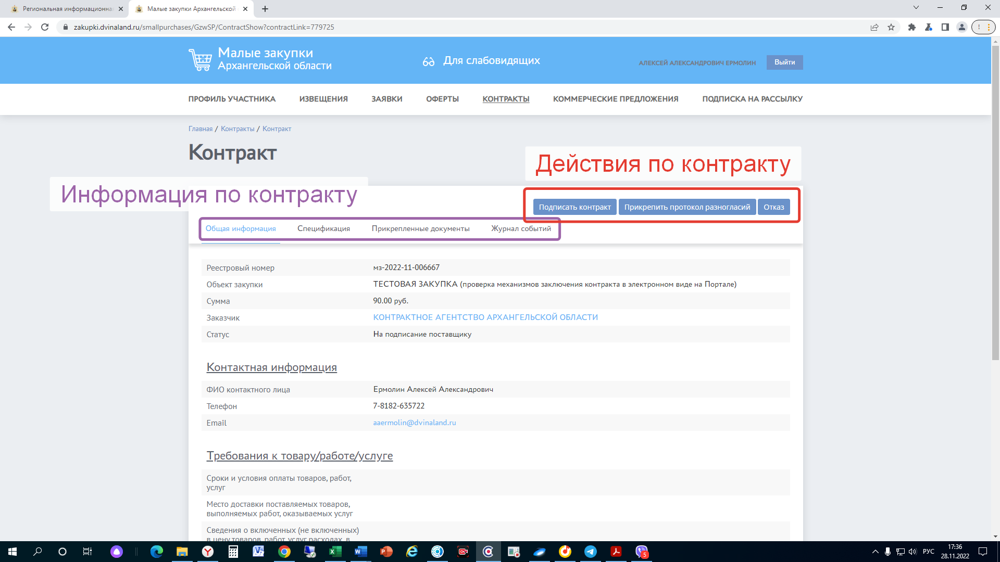 Региональная информационна
Малые закупки Архангельской
zakupki.dvinaland.ru/smallpurchases/GzwSP/ContractShow?contractLink=779725
Малые закупки
Архангельской области
Для слабовидящих
АЛЕКСЕЙ АЛЕКСАНДРОВИЧ ЕРМОЛИН
Выйти
ПРОФИЛЬ УЧАСТНИКА ИЗВЕЩЕНИЯ ЗАЯВКИ ОФЕРТЫ КОНТРАКТЫ КОММЕРЧЕСКИЕ ПРЕДЛОЖЕНИЯ ПОДПИСКА НА РАССЫЛКУ
Главная / Контракты / Контракт
Контракт
Действия по контракту
Информация по контракту
Подписать контракт Прикрепить протокол разногласий Отказ
Общая информация Спецификация Прикрепленные документы Журнал событий
Реестровый номер мз-2022-11-006667
Объект закупки ТЕСТОВАЯ ЗАКУПКА (проверка механизмов заключения контракта в электронном виде на Портале)
Сумма 90.00 руб.
Заказчик КОНТРАКТНОЕ АГЕНТСТВО АРХАНГЕЛЬСКОЙ ОБЛАСТИ
Статус На подписание поставщику
Контактная информация
ФИО контактного лица Ермолин Алексей Александрович
Телефон 7-8182-635722
Email aaermolin@dvinaland.ru
Требования к товару/работе/услуге
Сроки и условия оплаты товаров, работ,
услуг
Место доставки поставляемых товаров,
выполняемых работ, оказываемых услуг
Сведения о включенных (не включенных)
в цену товаров, работ, услуг расходах, в
5
РУС
17:36
28.11.2022